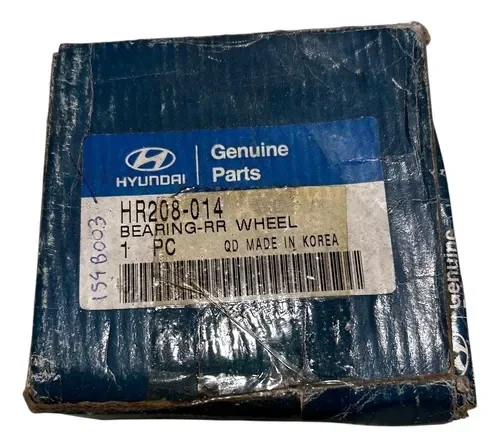 HYUNDAI
Genuine
Parts
HR208-014
BEARING-RR WHEEL
1 PC QD MADE IN KOREA
154B003
Genuine